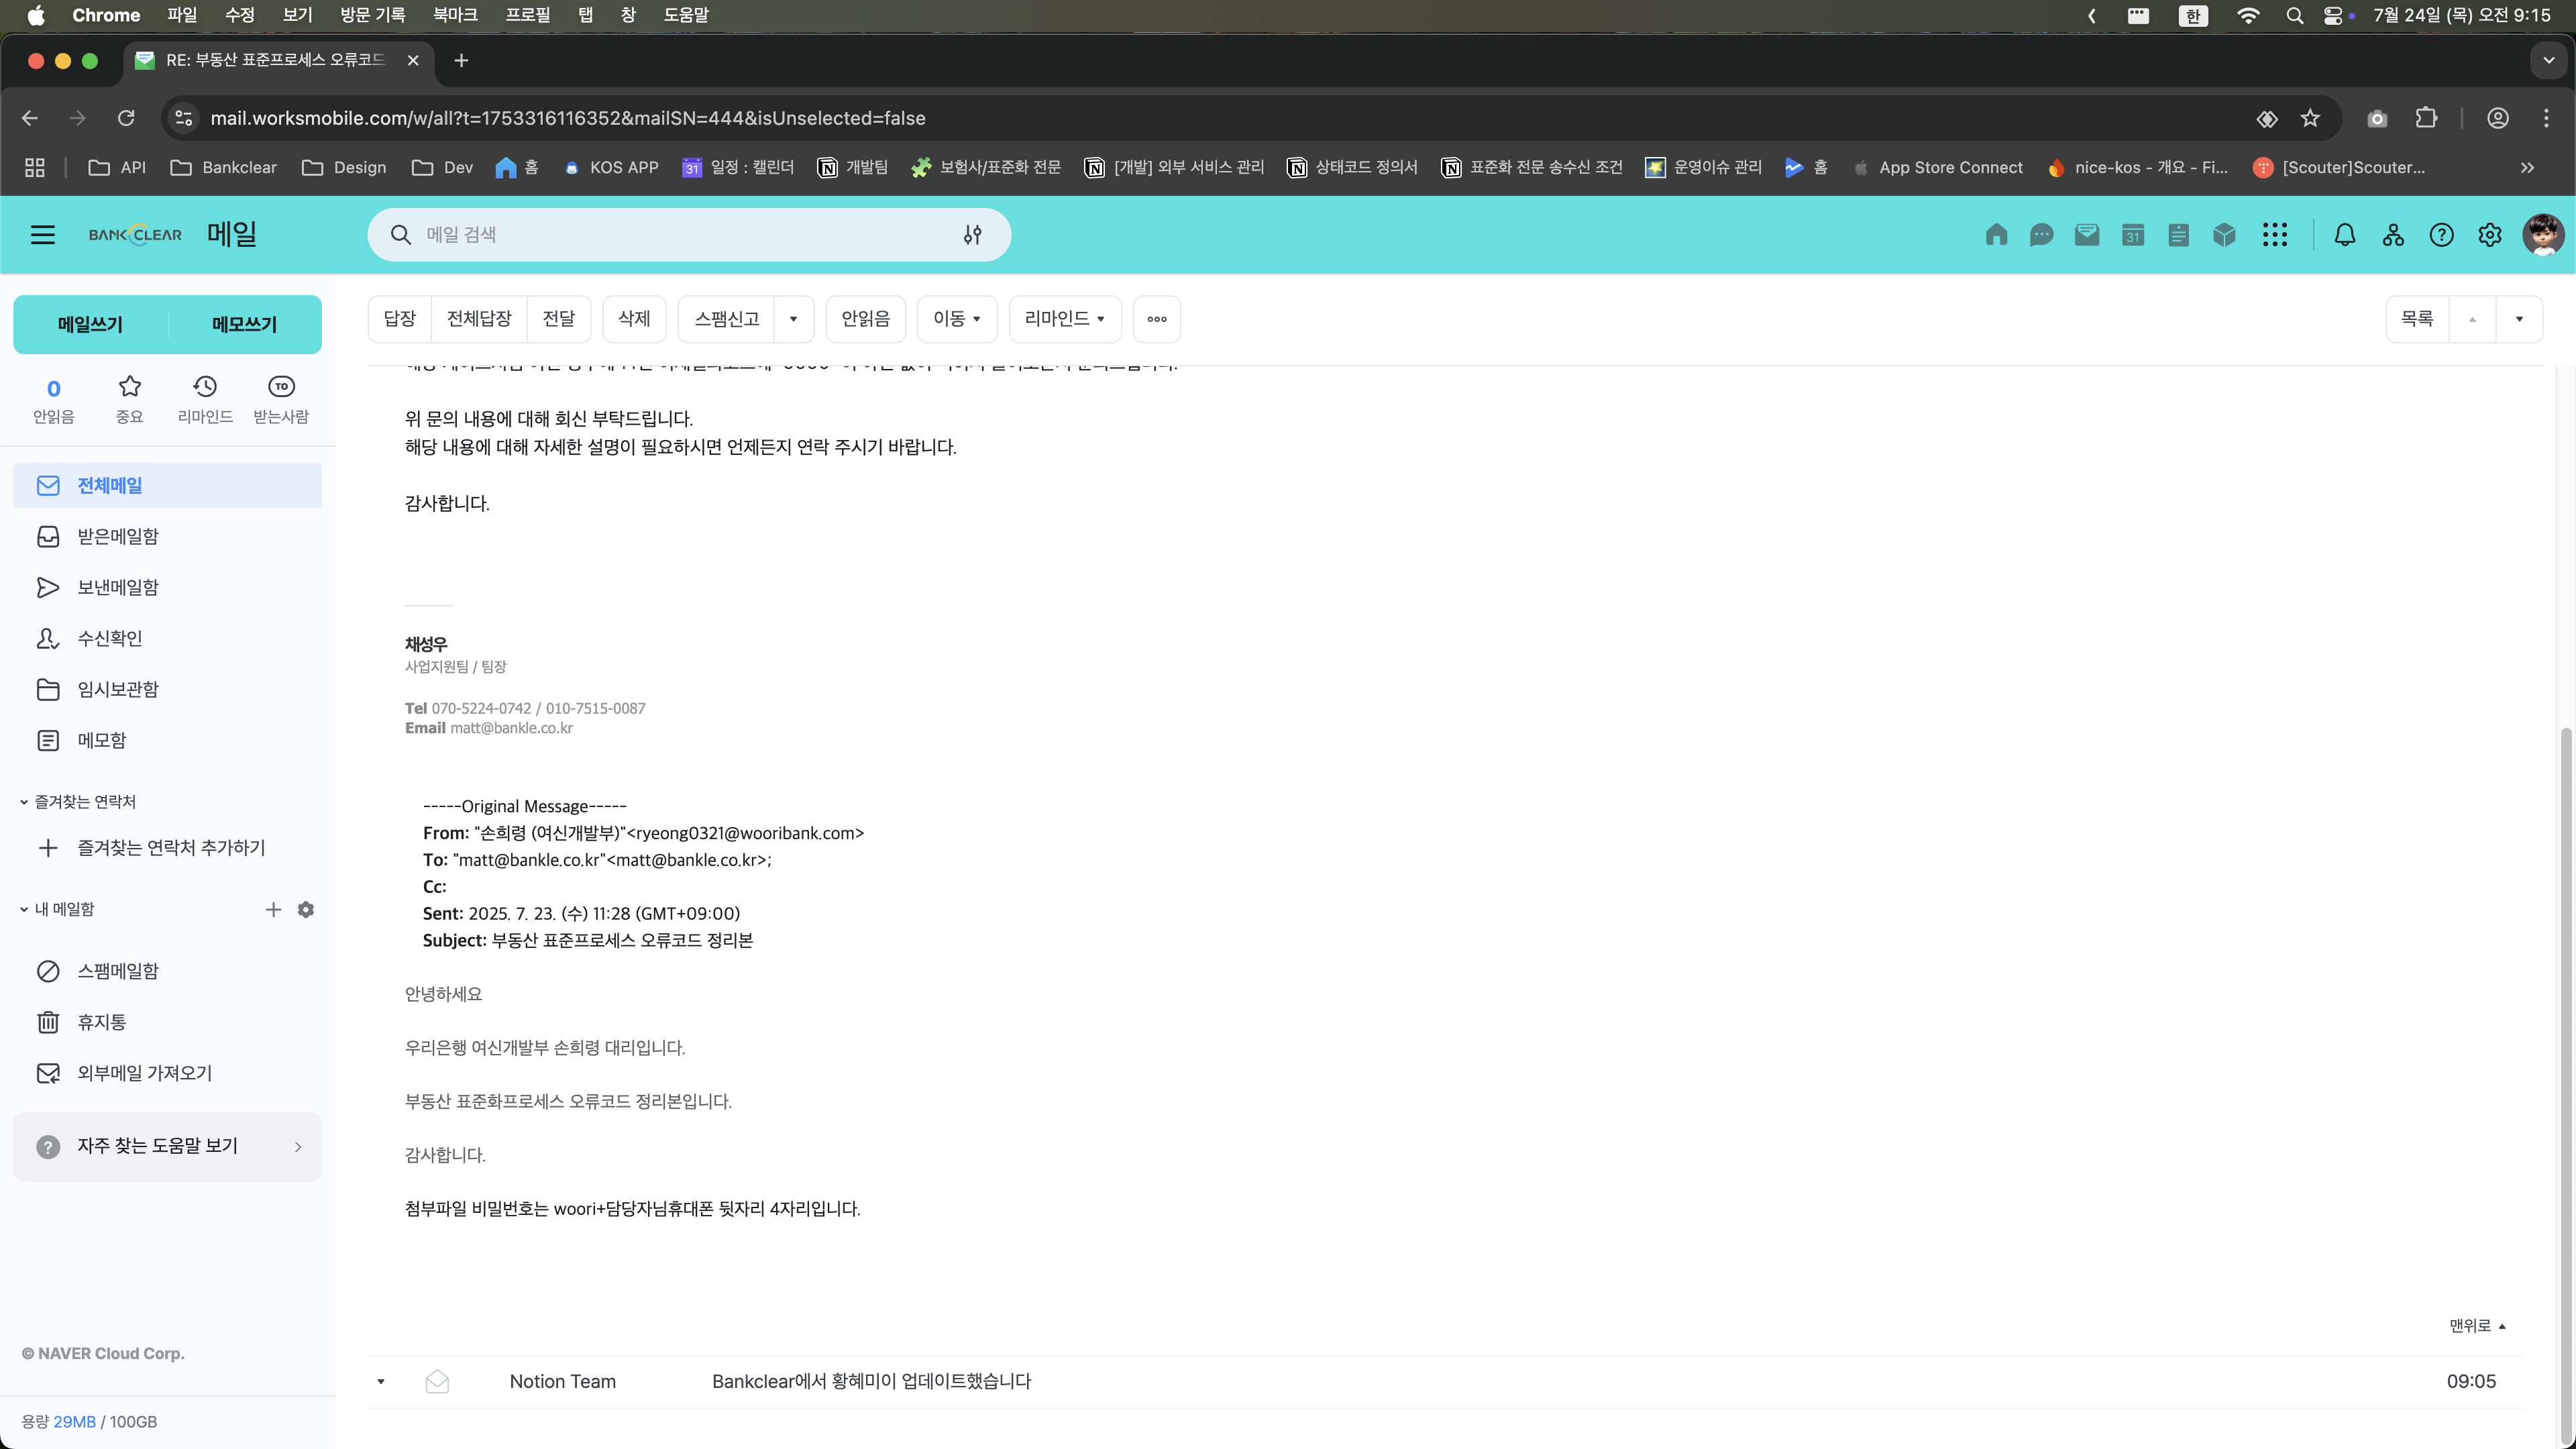 Chrome 파일 수정 보기 방문 기록 북마크 프로필 탭 창 도움말 한 7월 24일 (목) 오전 9:15
RE: 부동산 표준프로세스 오류코드
mail.worksmobile.com/w/all?t=1753316116352&mailSN=444&isUnselected=false
API Bankclear Design Dev 홈 KOS APP 31 일정 : 캘린더 개발팀 보험사/표준화 전문 [개발] 외부 서비스 관리 상태코드 정의서 표준화 전문 송수신 조건 운영이슈 관리 홈 App Store Connect nice-kos - 개요 - Fi... [Scouter]Scouter...
BANKCLEAR 메일 메일 검색 31
메일쓰기 메모쓰기
답장 전체답장 전달 삭제 스팸신고 안읽음 이동 리마인드 목록
0 TO
안읽음 중요 리마인드 받는사람
전체메일
받은메일함
보낸메일함
수신확인
임시보관함
메모함
즐겨찾는 연락처
즐겨찾는 연락처 추가하기
내 메일함
스팸메일함
휴지통
외부메일 가져오기
자주 찾는 도움말 보기
© NAVER Cloud Corp.
용량 29MB / 100GB
위 문의 내용에 대해 회신 부탁드립니다.
해당 내용에 대해 자세한 설명이 필요하시면 언제든지 연락 주시기 바랍니다.
감사합니다.
채성우
사업지원팀 / 팀장
Tel 070-5224-0742 / 010-7515-0087
Email matt@bankle.co.kr
-----Original Message-----
From: "손희령 (여신개발부)"<ryeong0321@wooribank.com>
To: "matt@bankle.co.kr"<matt@bankle.co.kr>;
Cc:
Sent: 2025. 7. 23. (수) 11:28 (GMT+09:00)
Subject: 부동산 표준프로세스 오류코드 정리본
안녕하세요
우리은행 여신개발부 손희령 대리입니다.
부동산 표준화프로세스 오류코드 정리본입니다.
감사합니다.
첨부파일 비밀번호는 woori+담당자님휴대폰 뒷자리 4자리입니다.
맨위로
Notion Team Bankclear에서 황혜미이 업데이트했습니다 09:05